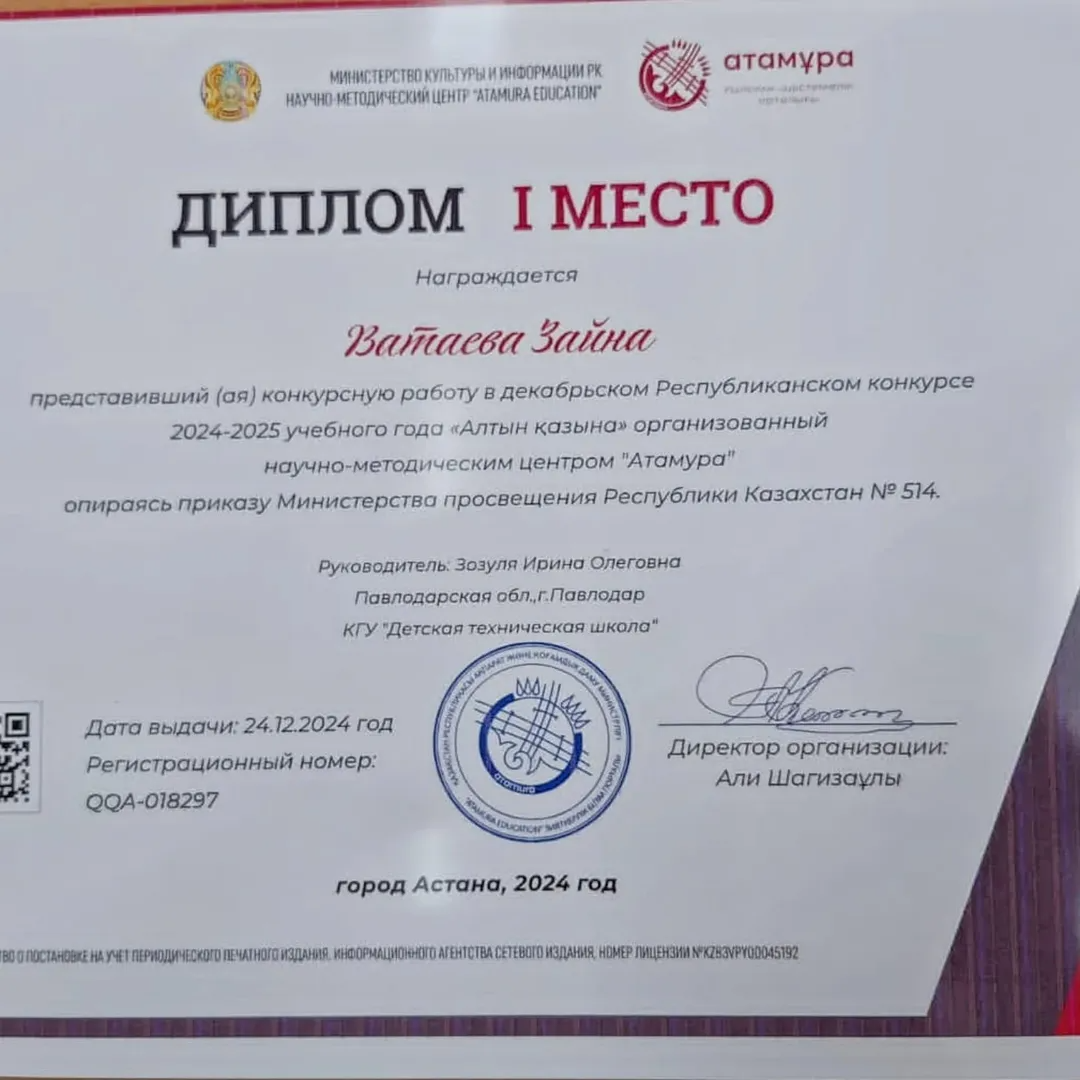 МИНИСТЕРСТВО КУЛЬТУРЫ И ИНФОРМАЦИИ РК
НАУЧНО-МЕТОДИЧЕСКИЙ ЦЕНТР "ATAMURA EDUCATION"
атамұра
ДИПЛОМ I МЕСТО
Награждается
Ватаева Зайна
представивший (ая) конкурсную работу в декабрьском Республиканском конкурсе
2024-2025 учебного года «Алтын қазына» организованный
научно-методическим центром "Атамура"
опираясь приказу Министерства просвещения Республики Казахстан № 514.
Руководитель: Зозуля Ирина Олеговна
Павлодарская обл.,г.Павлодар
КГУ "Детская техническая школа"
Дата выдачи: 24.12.2024 год
Регистрационный номер:
QQA-018297
atamura
"ATAMURA EDUCATION"
Директор организации:
Али Шагизаұлы
город Астана, 2024 год
О ПОСТАНОВКЕ НА УЧЕТ ПЕРИОДИЧЕСКОГО ПЕЧАТНОГО ИЗДАНИЯ, ИНФОРМАЦИОННОГО АГЕНТСТВА СЕТЕВОГО ИЗДАНИЯ, НОМЕР ЛИЦЕНЗИИ №KZ83VPY00045192